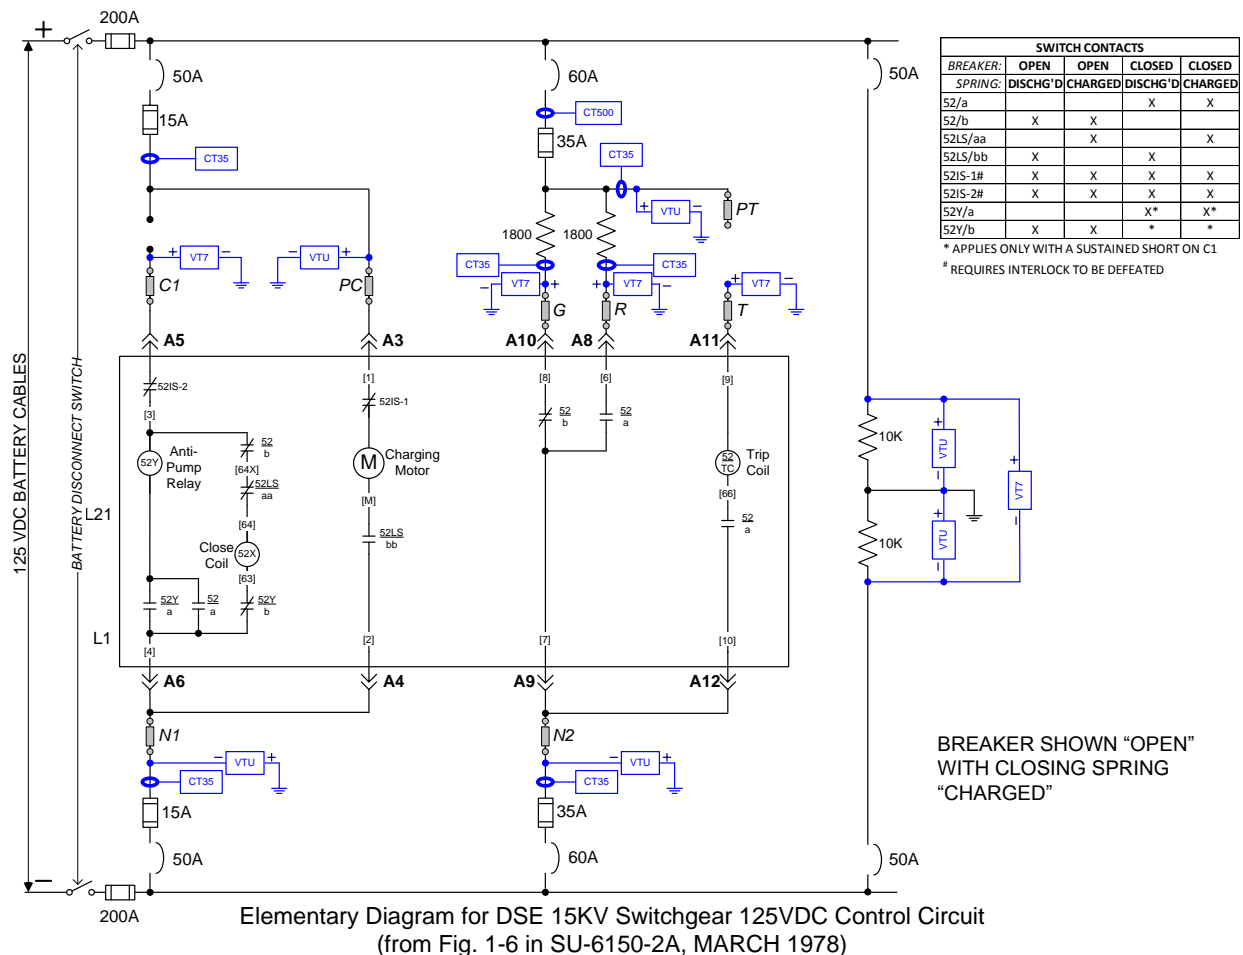 200A
+
50A
60A
50A
15A
CT500
35A
CT35
CT35
PT
+ VTU −
1800
1800
+ VT7 −
− VTU +
CT35
CT35
− VT7 +
+ VT7 −
+ VT7 −
C1
PC
G
R
T
A5
A3
A10
A8
A11
SWITCH CONTACTS
BREAKER: OPEN OPEN CLOSED CLOSED
SPRING: DISCHG'D CHARGED DISCHG'D CHARGED
52/a X X
52/b X X
52LS/aa X X
52LS/bb X X
52IS-1# X X X X
52IS-2# X X X X
52Y/a X* X*
52Y/b X X * *
* APPLIES ONLY WITH A SUSTAINED SHORT ON C1
# REQUIRES INTERLOCK TO BE DEFEATED
125 VDC BATTERY CABLES
BATTERY DISCONNECT SWITCH
L21
L1
52IS-2
[3]
52Y
Anti-
Pump
Relay
52
b
[64X]
52LS
aa
[64]
Close
Coil
52X
[63]
52Y
a
52
a
52Y
b
[4]
[1]
52IS-1
M
Charging
Motor
[M]
52LS
bb
[2]
[8]
52
b
[6]
52
a
[7]
[9]
52
TC
Trip
Coil
[66]
52
a
[10]
A6
A4
A9
A12
N1
N2
− VTU +
− VTU +
CT35
CT35
15A
35A
50A
60A
50A
−
200A
10K
10K
+
VTU
−
+
VTU
−
+
VT7
−
BREAKER SHOWN “OPEN”
WITH CLOSING SPRING
“CHARGED”
Elementary Diagram for DSE 15KV Switchgear 125VDC Control Circuit
(from Fig. 1-6 in SU-6150-2A, MARCH 1978)